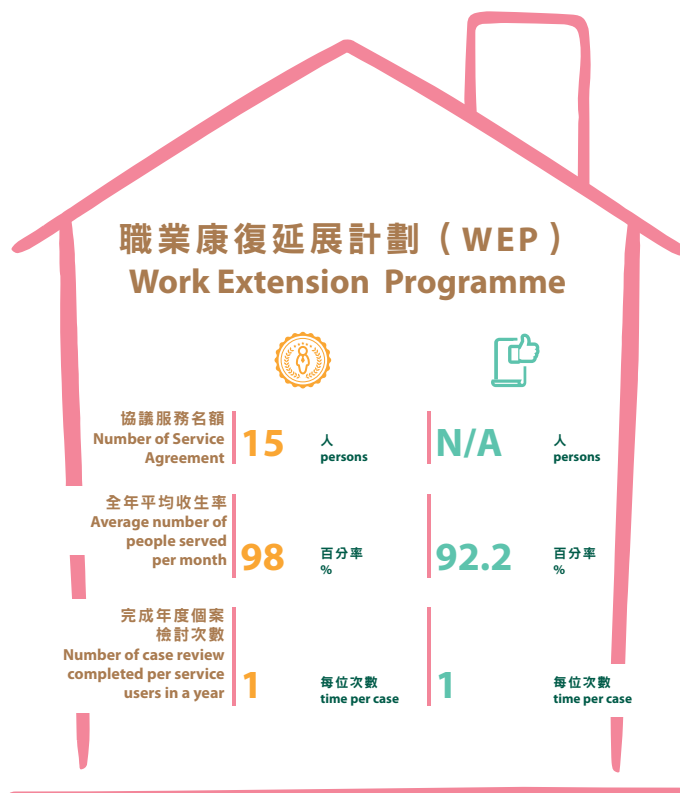 職業康復延展計劃（WEP）
Work Extension Programme
協議服務名額
Number of Service
Agreement
15
人
persons
N/A
人
persons
全年平均收生率
Average number of
people served
per month
98
百分率
%
92.2
百分率
%
完成年度個案
檢討次數
Number of case review
completed per service
users in a year
1
每位次數
time per case
1
每位次數
time per case